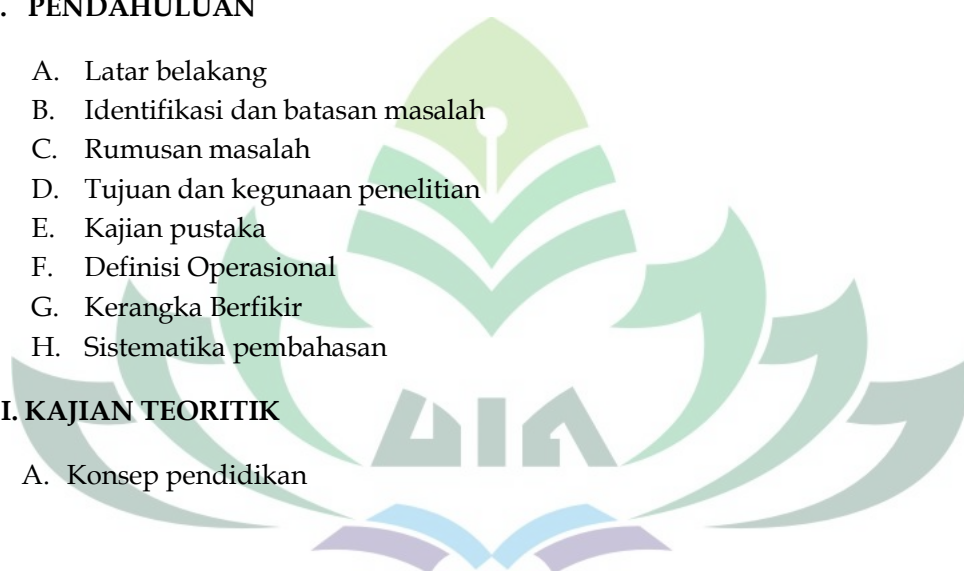 . PENDAHULUAN
A. Latar belakang
B. Identifikasi dan batasan masalah
C. Rumusan masalah
D. Tujuan dan kegunaan penelitian
E. Kajian pustaka
F. Definisi Operasional
G. Kerangka Berfikir
H. Sistematika pembahasan
I. KAJIAN TEORITIK
A. Konsep pendidikan
UIN